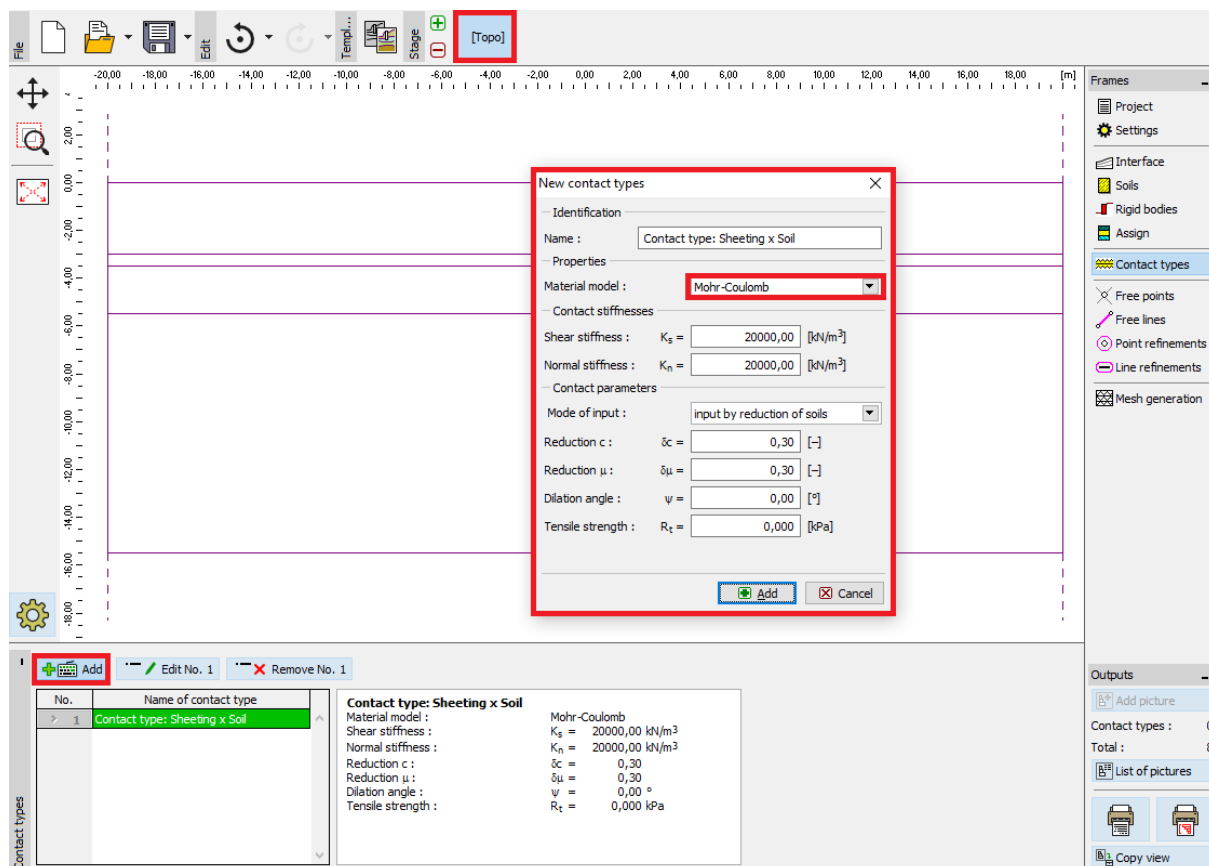 File
Edit
Templ...
Stage
[Topo]
-20,00 -18,00 -16,00 -14,00 -12,00 -10,00 -8,00 -6,00 -4,00 -2,00 0,00 2,00 4,00 6,00 8,00 10,00 12,00 14,00 16,00 18,00 [m]
2,00
0,00
-2,00
-4,00
-6,00
-8,00
-10,00
-12,00
-14,00
-16,00
-18,00
New contact types
Identification
Name : Contact type: Sheeting x Soil
Properties
Material model : Mohr-Coulomb
Contact stiffnesses
Shear stiffness : Ks = 20000,00 [kN/m³]
Normal stiffness : Kn = 20000,00 [kN/m³]
Contact parameters
Mode of input : input by reduction of soils
Reduction c : δc = 0,30 [–]
Reduction μ : δμ = 0,30 [–]
Dilation angle : ψ = 0,00 [°]
Tensile strength : Rt = 0,000 [kPa]
Add Cancel
Frames
Project
Settings
Interface
Soils
Rigid bodies
Assign
Contact types
Free points
Free lines
Point refinements
Line refinements
Mesh generation
Contact types
Add Edit No. 1 Remove No. 1
No. Name of contact type
1 Contact type: Sheeting x Soil
Contact type: Sheeting x Soil
Material model : Mohr-Coulomb
Shear stiffness : Ks = 20000,00 kN/m³
Normal stiffness : Kn = 20000,00 kN/m³
Reduction c : δc = 0,30
Reduction μ : δμ = 0,30
Dilation angle : ψ = 0,00 °
Tensile strength : Rt = 0,000 kPa
Outputs
Add picture
Contact types :
Total :
List of pictures
Copy view